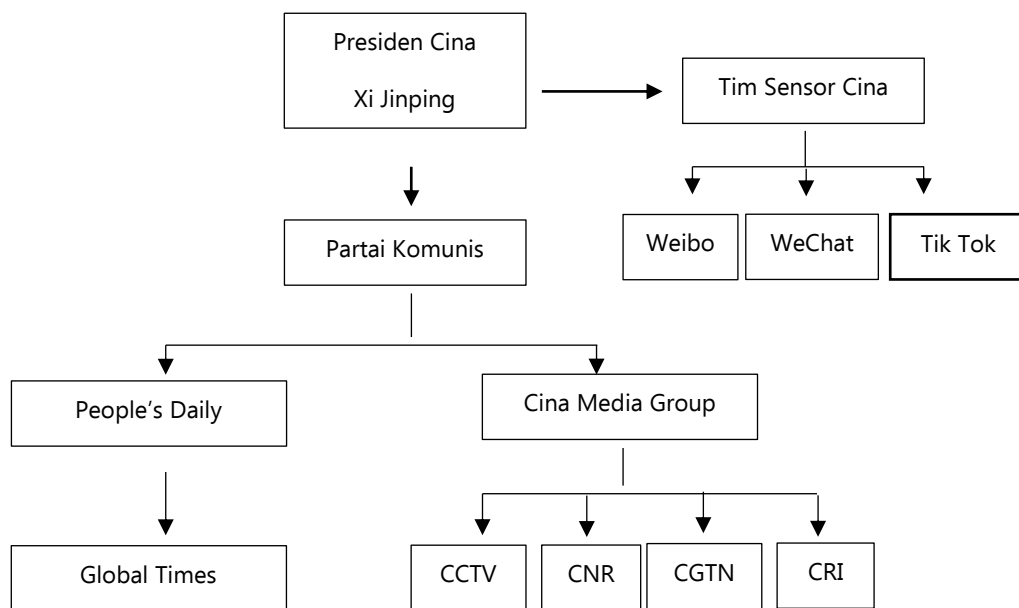 Presiden Cina
Xi Jinping
Tim Sensor Cina
Weibo
WeChat
Tik Tok
Partai Komunis
People’s Daily
Cina Media Group
Global Times
CCTV
CNR
CGTN
CRI